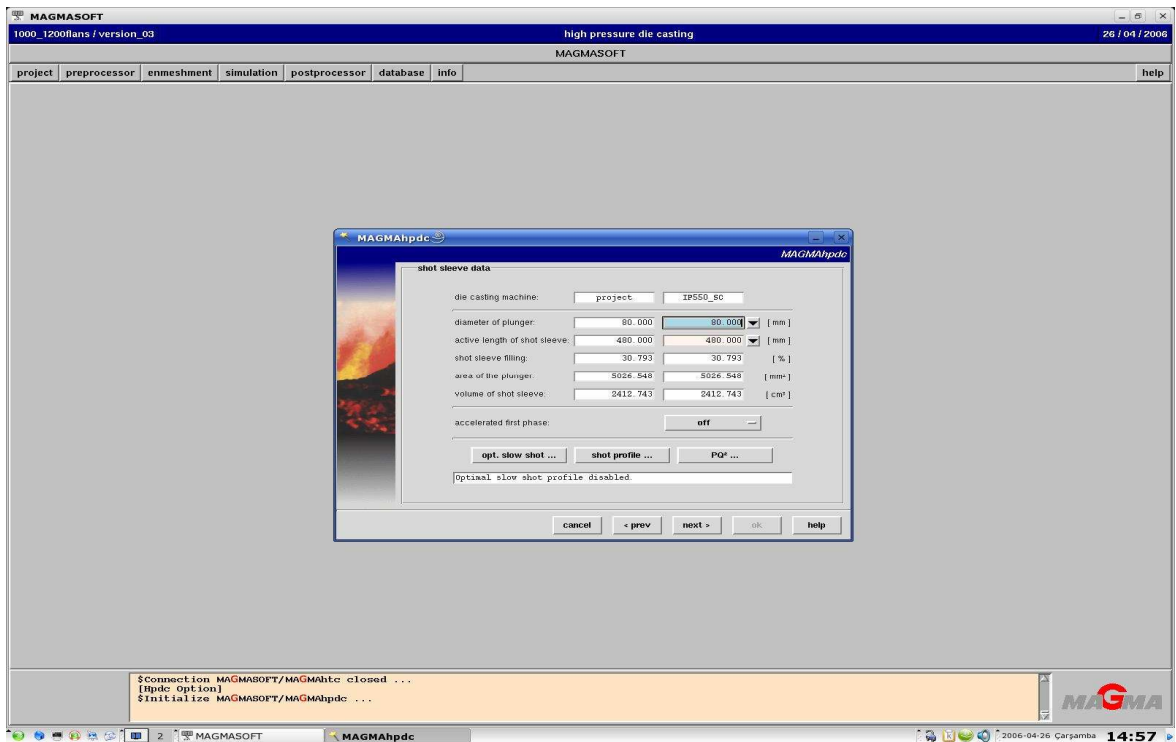 MAGMASOFT
1000_1200flans / version_03 high pressure die casting 26 / 04 / 2006
MAGMASOFT
project preprocessor enmeshment simulation postprocessor database info help
MAGMAhpdc
MAGMAhpdc
shot sleeve data
die casting machine: project IP550_SC
diameter of plunger: 80.000 80.000 [ mm ]
active length of shot sleeve: 480.000 480.000 [ mm ]
shot sleeve filling: 30.793 30.793 [ % ]
area of the plunger: 5026.548 5026.548 [ mm² ]
volume of shot sleeve: 2412.743 2412.743 [ cm³ ]
accelerated first phase: off
opt. slow shot ... shot profile ... PQ² ...
Optimal slow shot profile disabled.
cancel < prev next > ok help
$Connection MAGMASOFT/MAGMAhtc closed ...
[Hpdc Option]
$Initialize MAGMASOFT/MAGMAhpdc ...
MAGMA
2 MAGMASOFT MAGMAhpdc 2006-04-26 Çarşamba 14:57